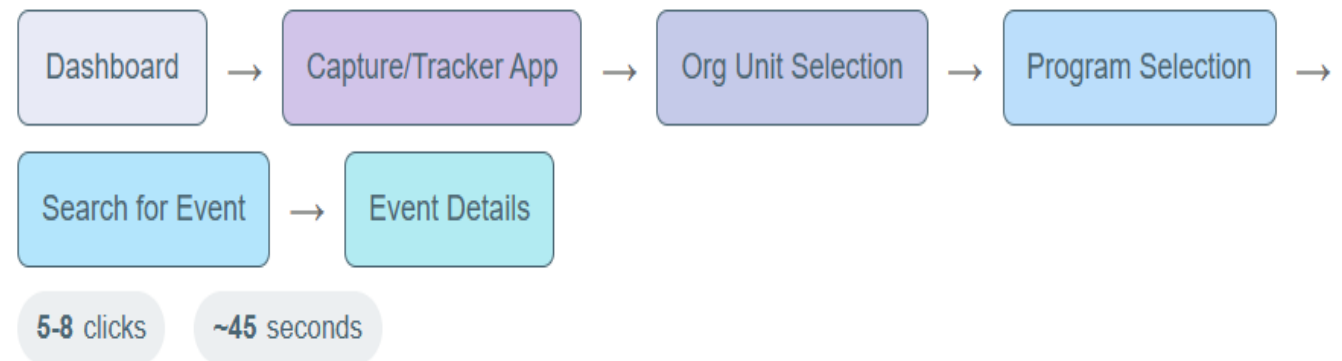 Dashboard → Capture/Tracker App → Org Unit Selection → Program Selection →
Search for Event → Event Details
5-8 clicks ~45 seconds